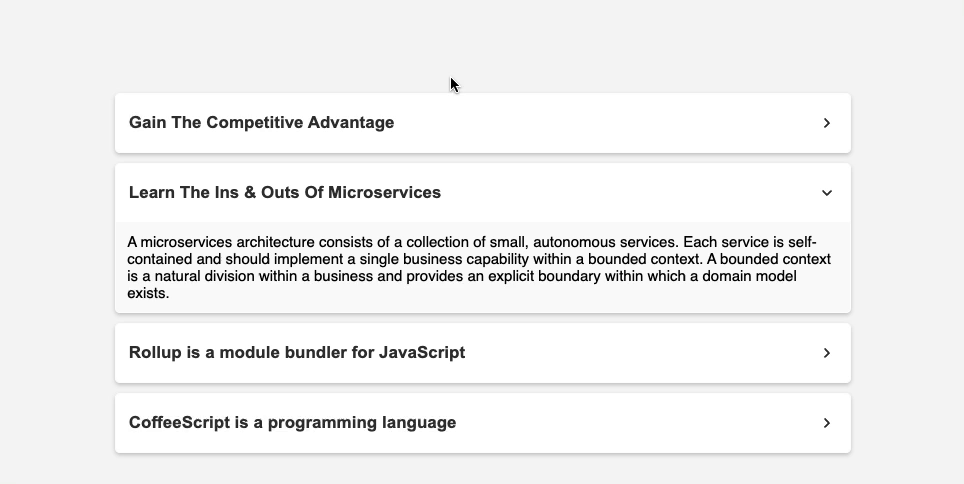 Gain The Competitive Advantage
Learn The Ins & Outs Of Microservices
A microservices architecture consists of a collection of small, autonomous services. Each service is self-
contained and should implement a single business capability within a bounded context. A bounded context
is a natural division within a business and provides an explicit boundary within which a domain model
exists.
Rollup is a module bundler for JavaScript
CoffeeScript is a programming language